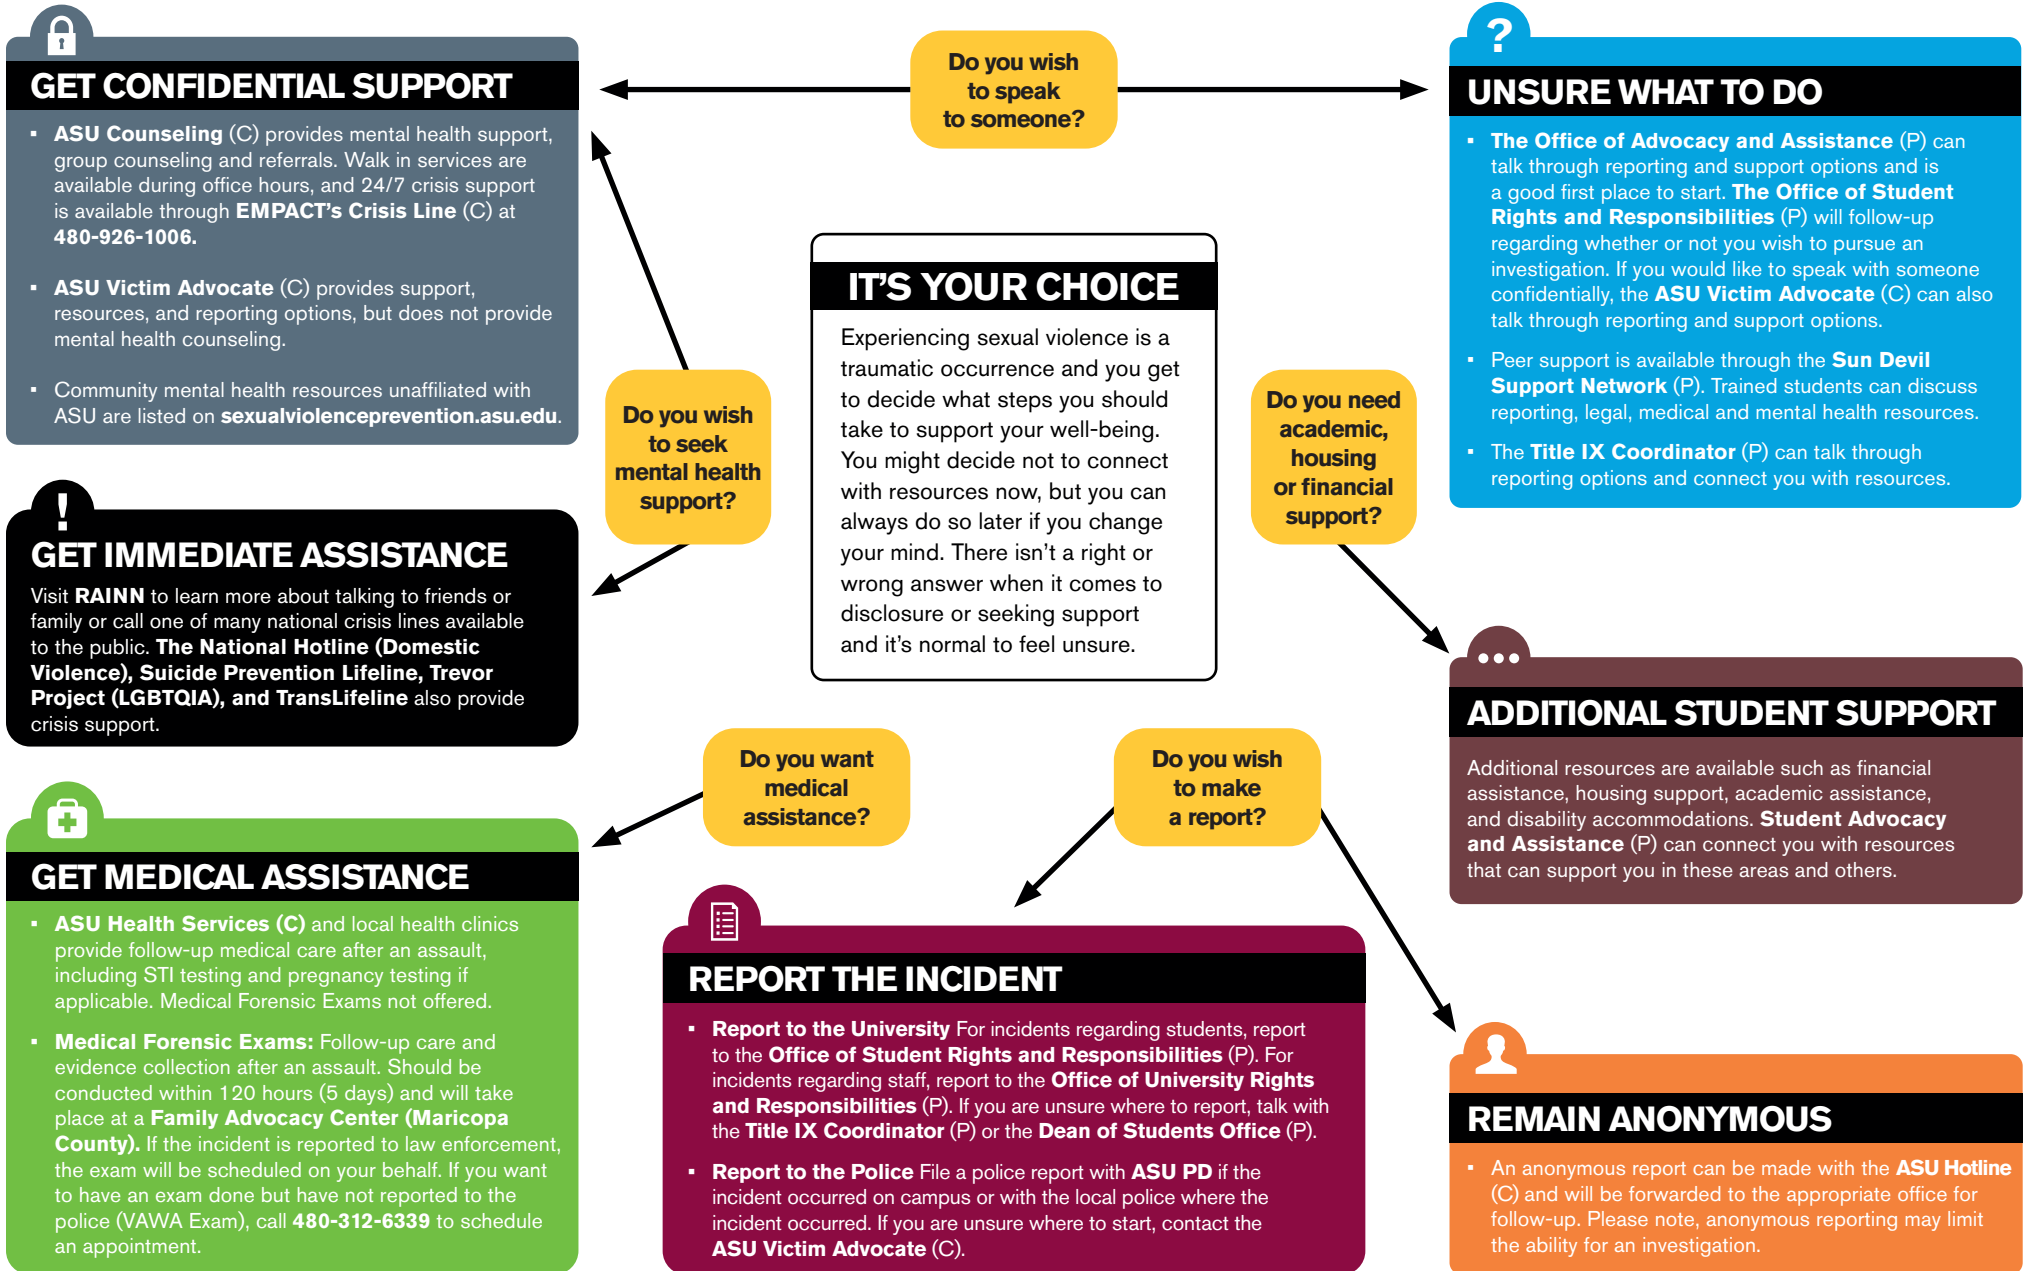 GET CONFIDENTIAL SUPPORT
▪ ASU Counseling (C) provides mental health support,
group counseling and referrals. Walk in services are
available during office hours, and 24/7 crisis support
is available through EMPACT's Crisis Line (C) at
480-926-1006.
▪ ASU Victim Advocate (C) provides support,
resources, and reporting options, but does not provide
mental health counseling.
▪ Community mental health resources unaffiliated with
ASU are listed on sexualviolenceprevention.asu.edu.
Do you wish
to speak
to someone?
?
UNSURE WHAT TO DO
▪ The Office of Advocacy and Assistance (P) can
talk through reporting and support options and is
a good first place to start. The Office of Student
Rights and Responsibilities (P) will follow-up
regarding whether or not you wish to pursue an
investigation. If you would like to speak with someone
confidentially, the ASU Victim Advocate (C) can also
talk through reporting and support options.
▪ Peer support is available through the Sun Devil
Support Network (P). Trained students can discuss
reporting, legal, medical and mental health resources.
▪ The Title IX Coordinator (P) can talk through
reporting options and connect you with resources.
IT'S YOUR CHOICE
Experiencing sexual violence is a
traumatic occurrence and you get
to decide what steps you should
take to support your well-being.
You might decide not to connect
with resources now, but you can
always do so later if you change
your mind. There isn't a right or
wrong answer when it comes to
disclosure or seeking support
and it's normal to feel unsure.
Do you wish
to seek
mental health
support?
Do you need
academic,
housing
or financial
support?
!
GET IMMEDIATE ASSISTANCE
Visit RAINN to learn more about talking to friends or
family or call one of many national crisis lines available
to the public. The National Hotline (Domestic
Violence), Suicide Prevention Lifeline, Trevor
Project (LGBTQIA), and TransLifeline also provide
crisis support.
ADDITIONAL STUDENT SUPPORT
Additional resources are available such as financial
assistance, housing support, academic assistance,
and disability accommodations. Student Advocacy
and Assistance (P) can connect you with resources
that can support you in these areas and others.
Do you want
medical
assistance?
Do you wish
to make
a report?
GET MEDICAL ASSISTANCE
▪ ASU Health Services (C) and local health clinics
provide follow-up medical care after an assault,
including STI testing and pregnancy testing if
applicable. Medical Forensic Exams not offered.
▪ Medical Forensic Exams: Follow-up care and
evidence collection after an assault. Should be
conducted within 120 hours (5 days) and will take
place at a Family Advocacy Center (Maricopa
County). If the incident is reported to law enforcement,
the exam will be scheduled on your behalf. If you want
to have an exam done but have not reported to the
police (VAWA Exam), call 480-312-6339 to schedule
an appointment.
REPORT THE INCIDENT
▪ Report to the University For incidents regarding students, report
to the Office of Student Rights and Responsibilities (P). For
incidents regarding staff, report to the Office of University Rights
and Responsibilities (P). If you are unsure where to report, talk with
the Title IX Coordinator (P) or the Dean of Students Office (P).
▪ Report to the Police File a police report with ASU PD if the
incident occurred on campus or with the local police where the
incident occurred. If you are unsure where to start, contact the
ASU Victim Advocate (C).
REMAIN ANONYMOUS
▪ An anonymous report can be made with the ASU Hotline
(C) and will be forwarded to the appropriate office for
follow-up. Please note, anonymous reporting may limit
the ability for an investigation.